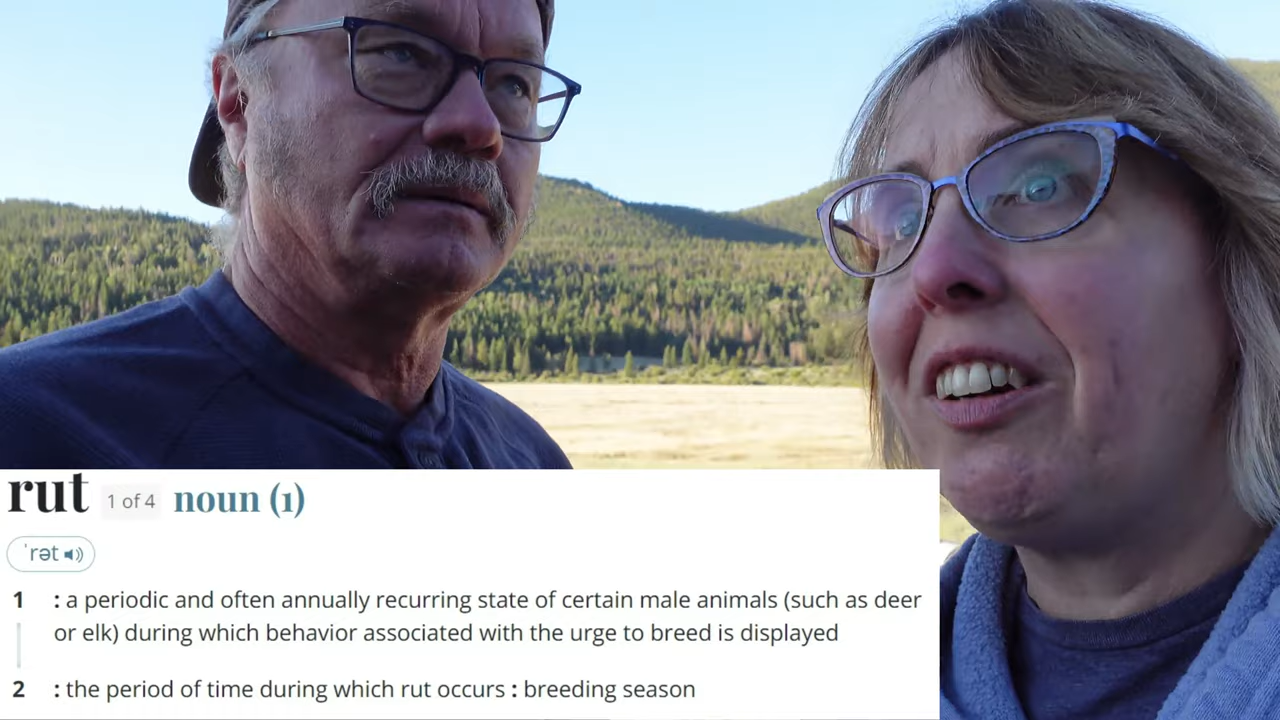 rut 1 of 4 noun (1)
ˈrət
1 : a periodic and often annually recurring state of certain male animals (such as deer
or elk) during which behavior associated with the urge to breed is displayed
2 : the period of time during which rut occurs : breeding season